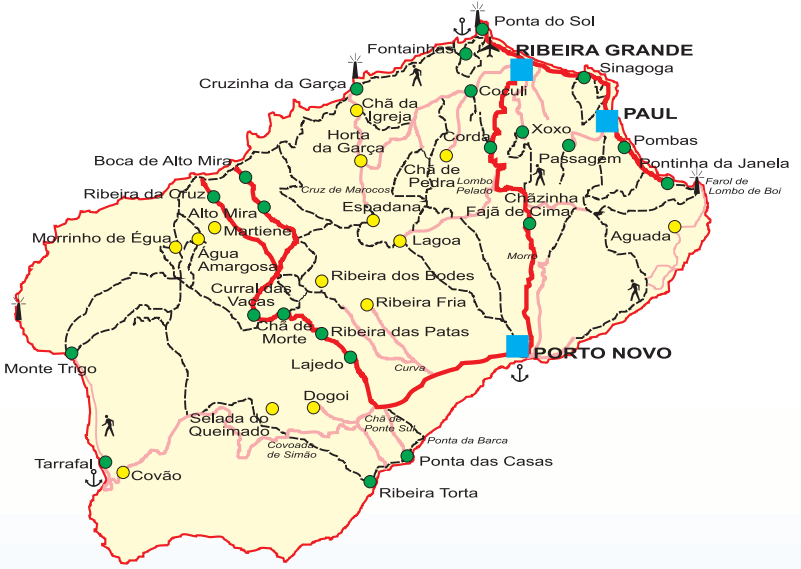 Ponta do Sol
Fontainhas
RIBEIRA GRANDE
Sinagoga
Cruzinha da Garça
Coculi
Chã da
Igreja
PAUL
Horta
da Garça
Corda
Xoxo
Pombas
Boca de Alto Mira
Passagem
Chã de
Pedra
Pontinha da Janela
Ribeira da Cruz
Cruz de Marocos
Lombo
Pelado
Farol de
Lombo de Boi
Cházinha
Alto Mira
Espadana
Fajã de Cima
Martiene
Aguada
Morrinho de Égua
Lagoa
Água
Amargosa
Morro
Ribeira dos Bodes
Curral das
Vacas
Ribeira Fria
Chã de
Morte
Ribeira das Patas
PORTO NOVO
Monte Trigo
Lajedo
Curva
Dogoi
Selada do
Queimado
Chã de
Ponte Sul
Covoada
de Simão
Ponta da Barca
Tarrafal
Covão
Ponta das Casas
Ribeira Torta